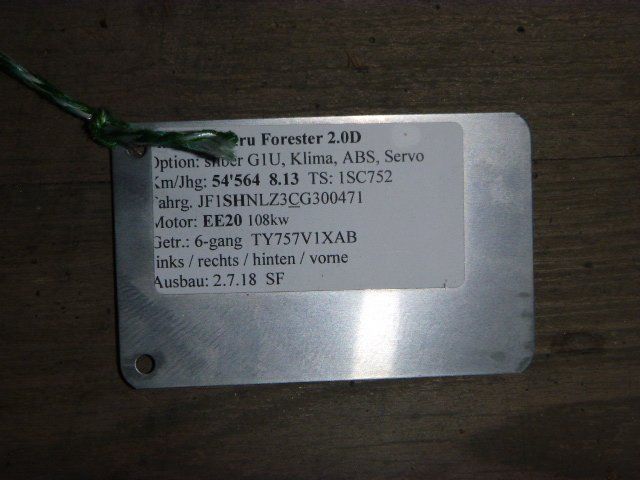 ru Forester 2.0D
Option: silber G1U, Klima, ABS, Servo
Km/Jhg: 54'564 8.13 TS: 1SC752
Fahrg. JF1SHNLZ3CG300471
Motor: EE20 108kw
Getr.: 6-gang TY757V1XAB
links / rechts / hinten / vorne
Ausbau: 2.7.18 SF